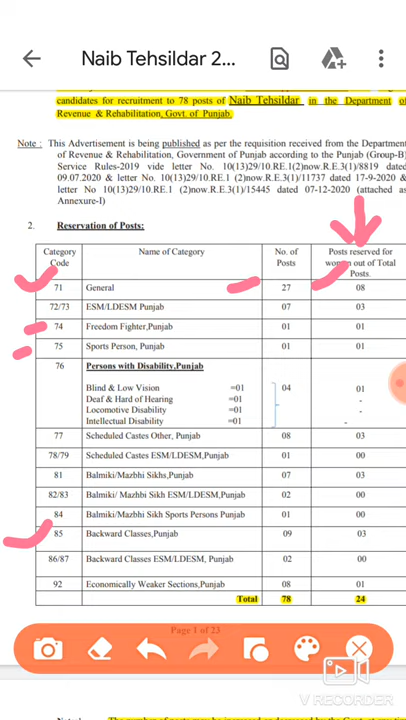 Naib Tehsildar 2...
candidates for recruitment to 78 posts of Naib Tehsildar in the Department of
Revenue & Rehabilitation, Govt. of Punjab.
Note : This Advertisement is being published as per the requisition received from the Department
of Revenue & Rehabilitation, Government of Punjab according to the Punjab (Group-B)
Service Rules-2019 vide letter No. 10(13)29/10.RE.1 (2)now.R.E.3(1)/8819 dated
09.07.2020 & letter No. 10(13)29/10.RE.1 (2)now.R.E.3(1)/11737 dated 17-9-2020 &
letter No 10(13)29/10.RE.1 (2)now.R.E.3(1)/15445 dated 07-12-2020 (attached as
Annexure-I)
2. Reservation of Posts:
Category Code Name of Category No. of Posts Posts reserved for women out of Total Posts.
71 General 27 08
72/73 ESM/LDESM Punjab 07 03
74 Freedom Fighter,Punjab 01 01
75 Sports Person, Punjab 01 01
76 Persons with Disability,Punjab
Blind & Low Vision =01 04 01
Deaf & Hard of Hearing =01 -
Locomotive Disability =01 -
Intellectual Disability =01 -
77 Scheduled Castes Other, Punjab 08 03
78/79 Scheduled Castes ESM/LDESM,Punjab 01 00
81 Balmiki/Mazbhi Sikhs,Punjab 07 03
82/83 Balmiki/ Mazbhi Sikh ESM/LDESM,Punjab 02 00
84 Balmiki/Mazbhi Sikh Sports Persons Punjab 01 00
85 Backward Classes,Punjab 09 03
86/87 Backward Classes ESM/LDESM, Punjab 02 00
92 Economically Weaker Sections,Punjab 08 01
Total 78 24
Page 1 of 23
V RECORDER